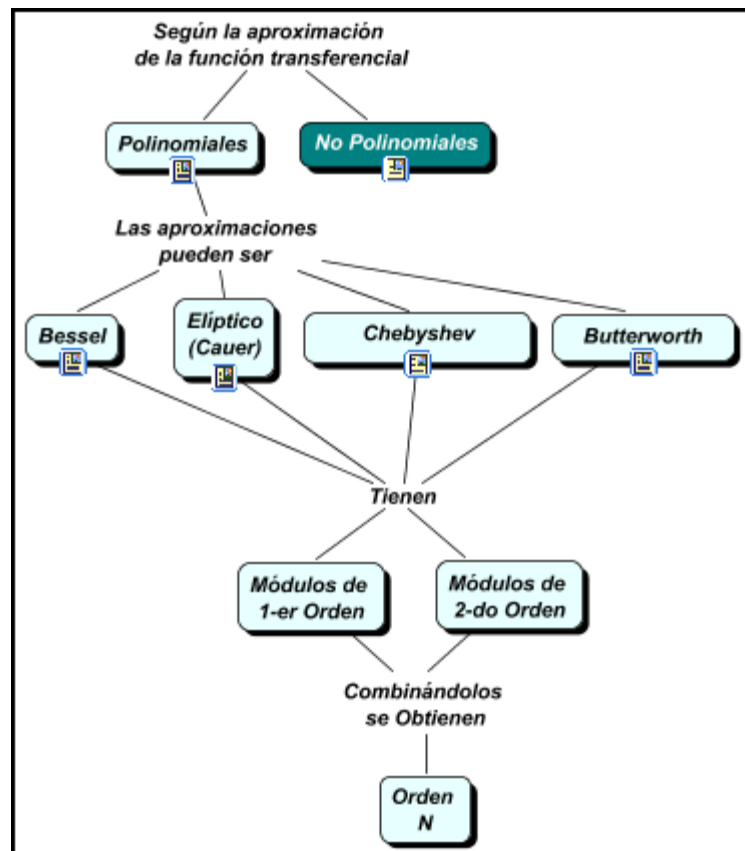 Según la aproximación
de la función transferencial
Polinomiales
No Polinomiales
Las aproximaciones
pueden ser
Bessel
Elíptico
(Cauer)
Chebyshev
Butterworth
Tienen
Módulos de
1-er Orden
Módulos de
2-do Orden
Combinándolos
se Obtienen
Orden
N